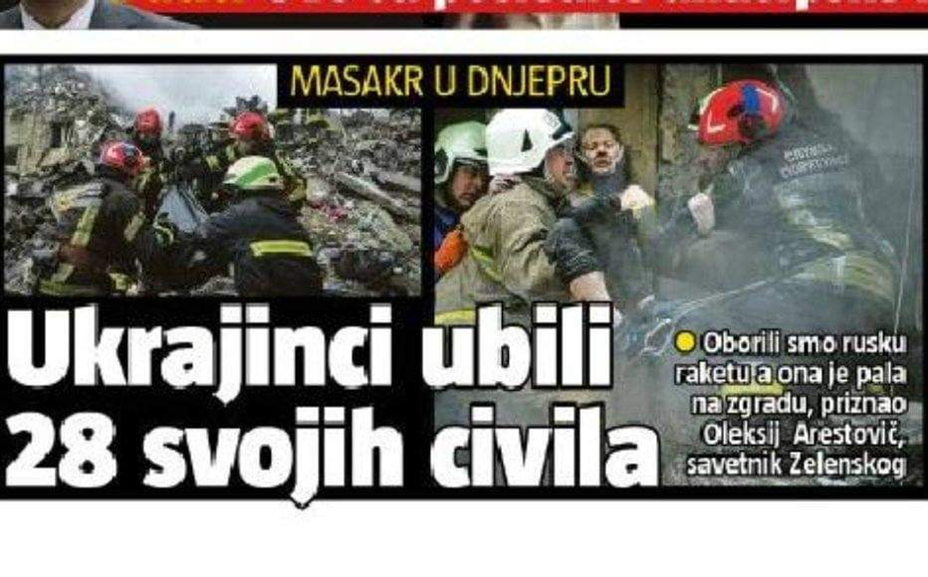 MASAKR U DNJEPRU
Ukrajinci ubili
28 svojih civila
Oborili smo rusku
raketu a ona je pala
na zgradu, priznao
Oleksij Arestovič,
savetnik Zelenskog